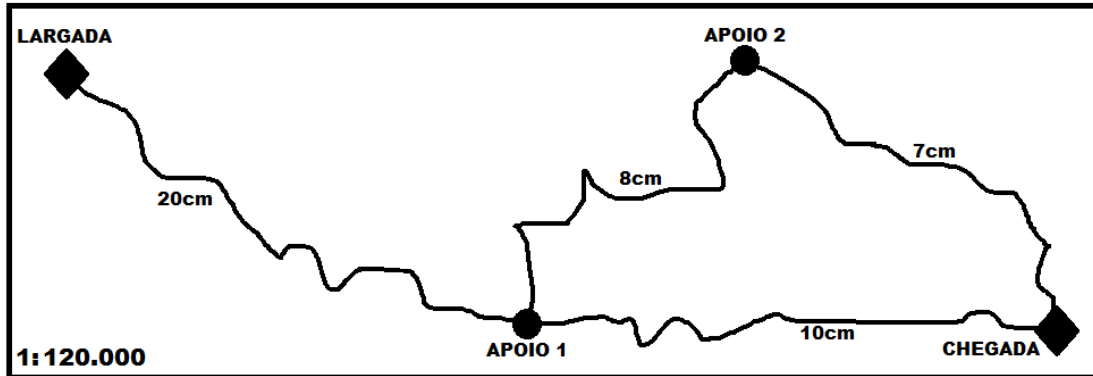 LARGADA
APOIO 2
20cm
8cm
7cm
APOIO 1
10cm
CHEGADA
1:120.000